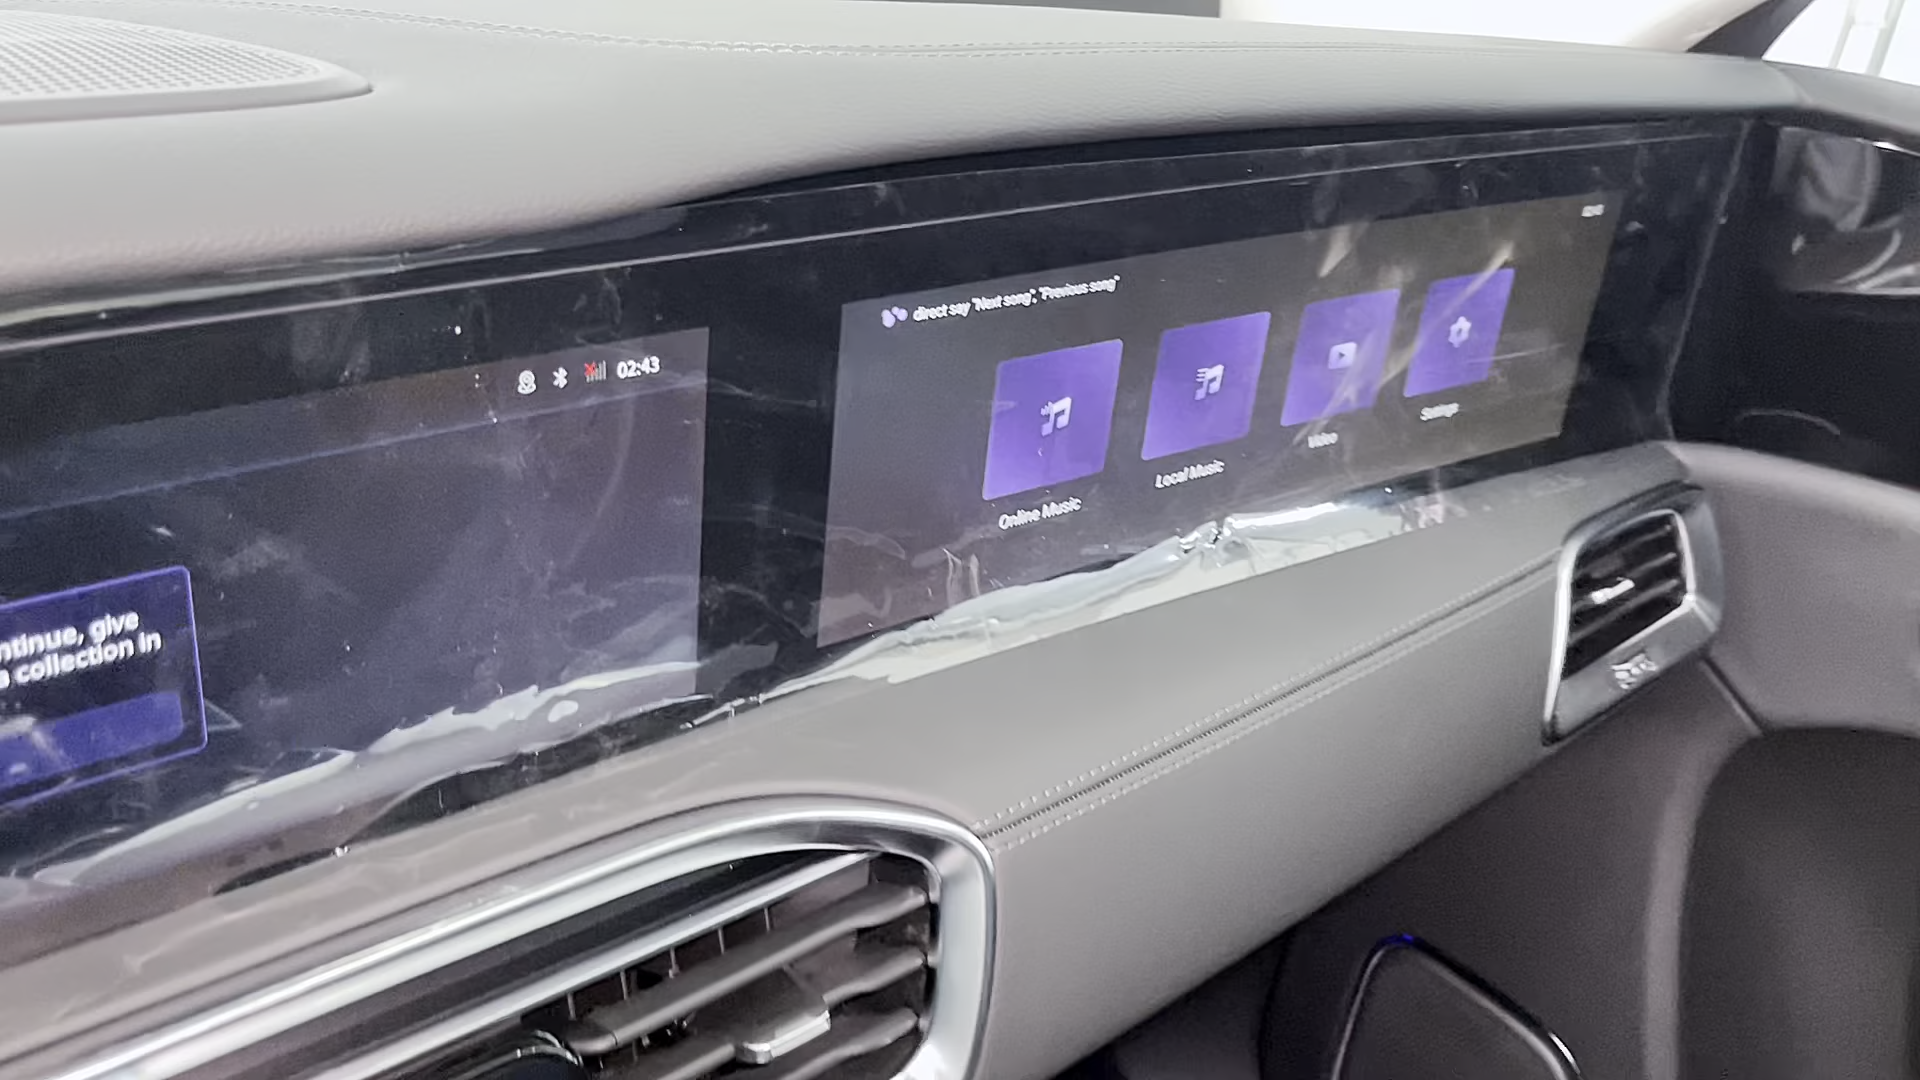 02:43
ntinue, give
collection in
direct say "Next song", "Previous song"
Online Music
Local Music
Video
Settings